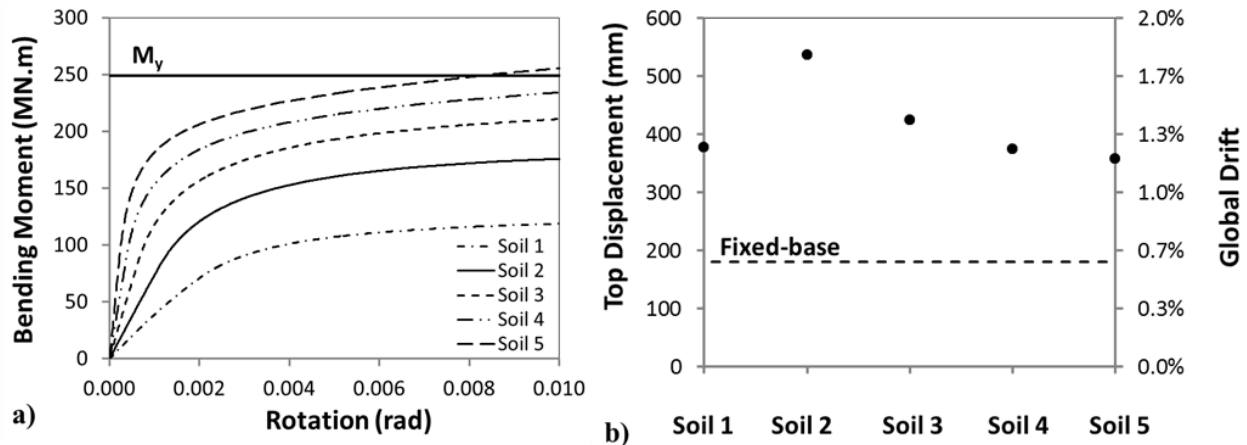 Bending Moment (MN.m)
300
250
200
150
100
50
0
My
Soil 1
Soil 2
Soil 3
Soil 4
Soil 5
0.000 0.002 0.004 0.006 0.008 0.010
Rotation (rad)
a)
Top Displacement (mm)
600
500
400
300
200
100
0
Fixed-base
2.0%
1.7%
1.3%
1.0%
0.7%
0.3%
0.0%
Global Drift
Soil 1 Soil 2 Soil 3 Soil 4 Soil 5
b)